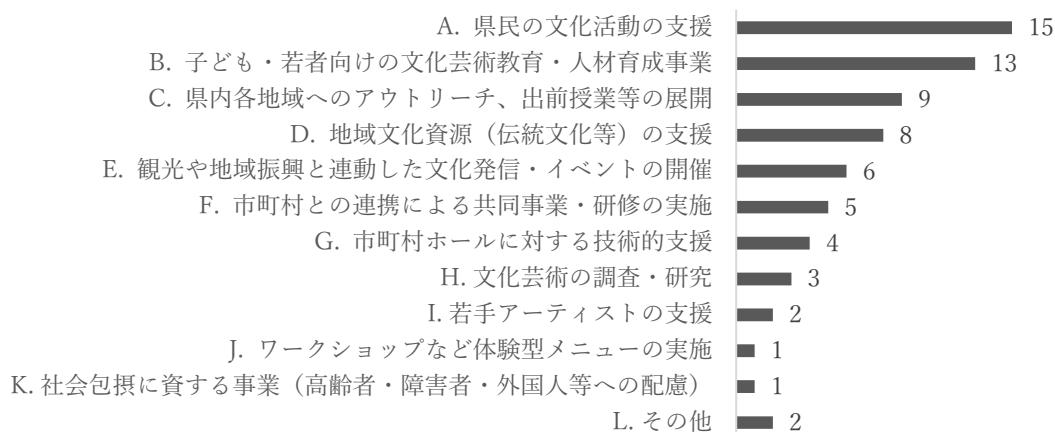 A. 県民の文化活動の支援 15
B. 子ども・若者向けの文化芸術教育・人材育成事業 13
C. 県内各地域へのアウトリーチ、出前授業等の展開 9
D. 地域文化資源（伝統文化等）の支援 8
E. 観光や地域振興と連動した文化発信・イベントの開催 6
F. 市町村との連携による共同事業・研修の実施 5
G. 市町村ホールに対する技術的支援 4
H. 文化芸術の調査・研究 3
I. 若手アーティストの支援 2
J. ワークショップなど体験型メニューの実施 1
K. 社会包摂に資する事業（高齢者・障害者・外国人等への配慮） 1
L. その他 2